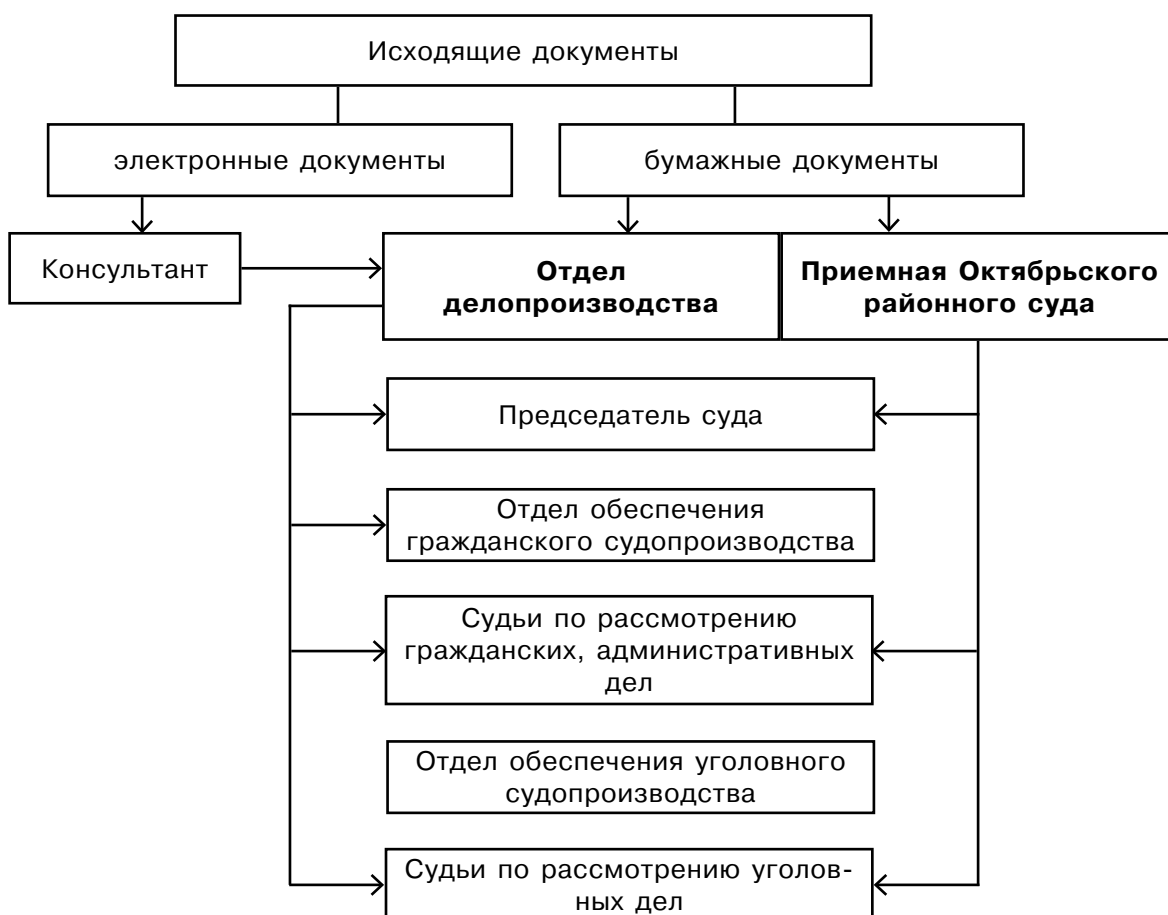 Исходящие документы
электронные документы
бумажные документы
Консультант
Отдел
делопроизводства
Приемная Октябрьского
районного суда
Председатель суда
Отдел обеспечения
гражданского судопроизводства
Судьи по рассмотрению
гражданских, административных
дел
Отдел обеспечения уголовного
судопроизводства
Судьи по рассмотрению уголов-
ных дел